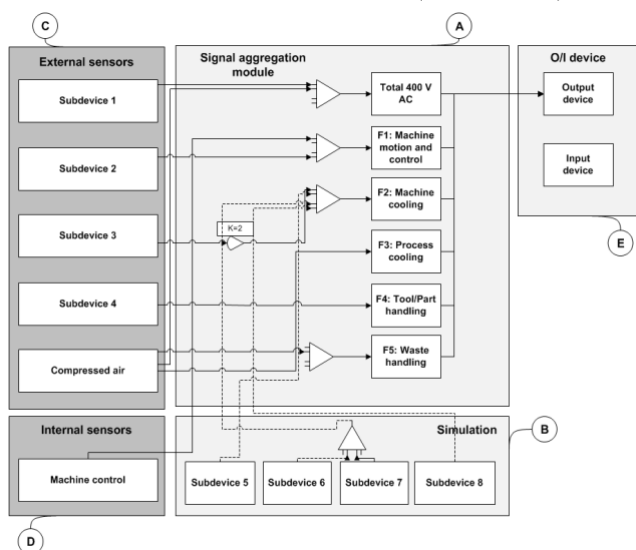 C
A
External sensors
Subdevice 1
Subdevice 2
Subdevice 3
Subdevice 4
Compressed air
Signal aggregation
module
K=2
Total 400 V
AC
F1: Machine
motion and
control
F2: Machine
cooling
F3: Process
cooling
F4: Tool/Part
handling
F5: Waste
handling
O/I device
Output
device
Input
device
E
Internal sensors
Machine control
D
Simulation
B
Subdevice 5
Subdevice 6
Subdevice 7
Subdevice 8